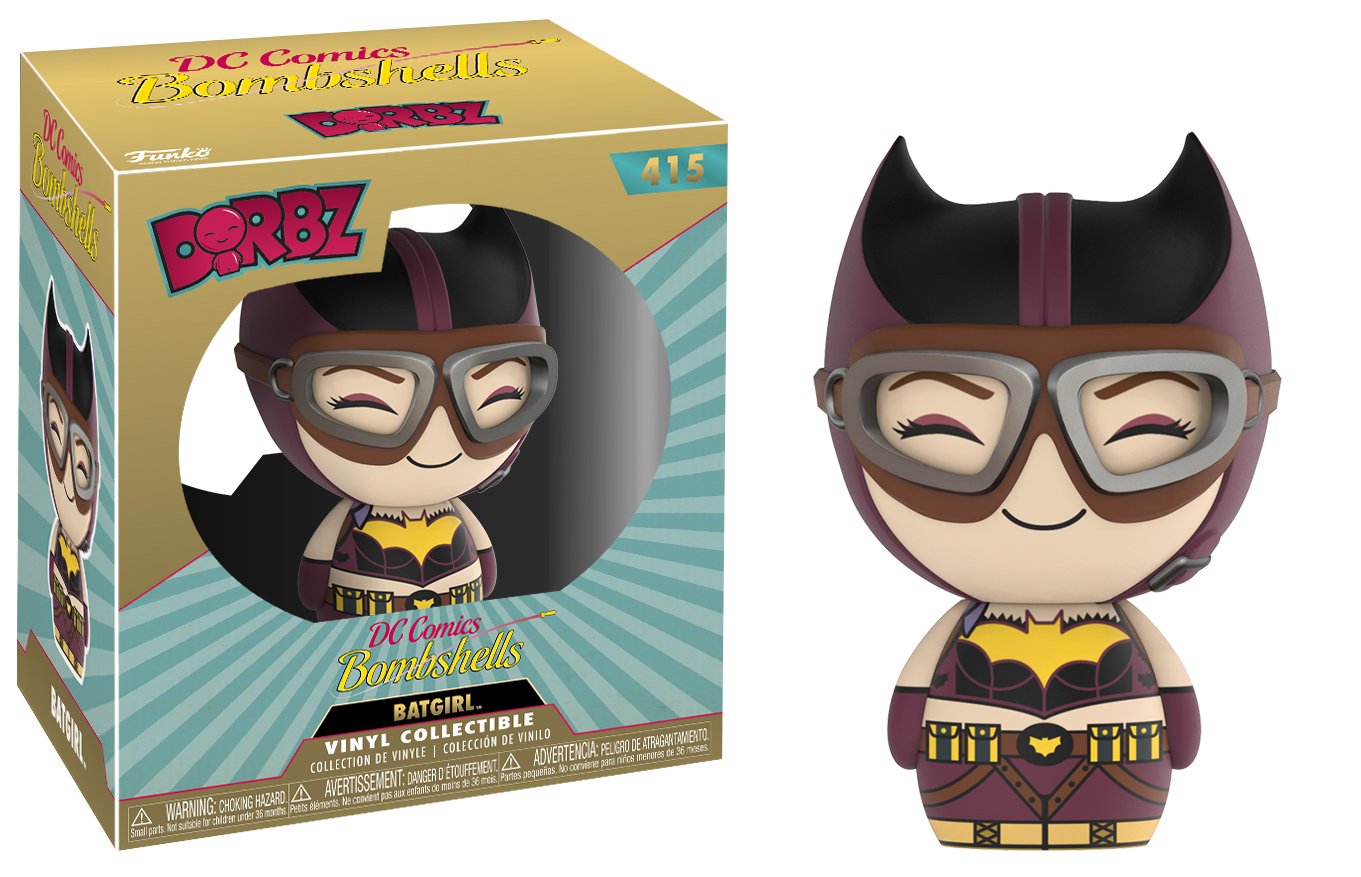 DC Comics
Bombshells
DORBZ
DC Comics
Bombshells
BATGIRL
Funko
415
DORBZ
DC Comics
Bombshells
BATGIRL™
VINYL COLLECTIBLE
COLLECTION DE VINYLE | COLECCIÓN DE VINILO
WARNING: CHOKING HAZARD.
Small parts. Not suitable for children under 36 months.
AVERTISSEMENT: DANGER D'ÉTOUFFEMENT.
Petits éléments. Ne convient pas aux enfants de moins de 36 mois.
ADVERTENCIA: PELIGRO DE ATRAGANTAMIENTO.
Partes pequeñas. No conviene para niños menores de 36 meses.